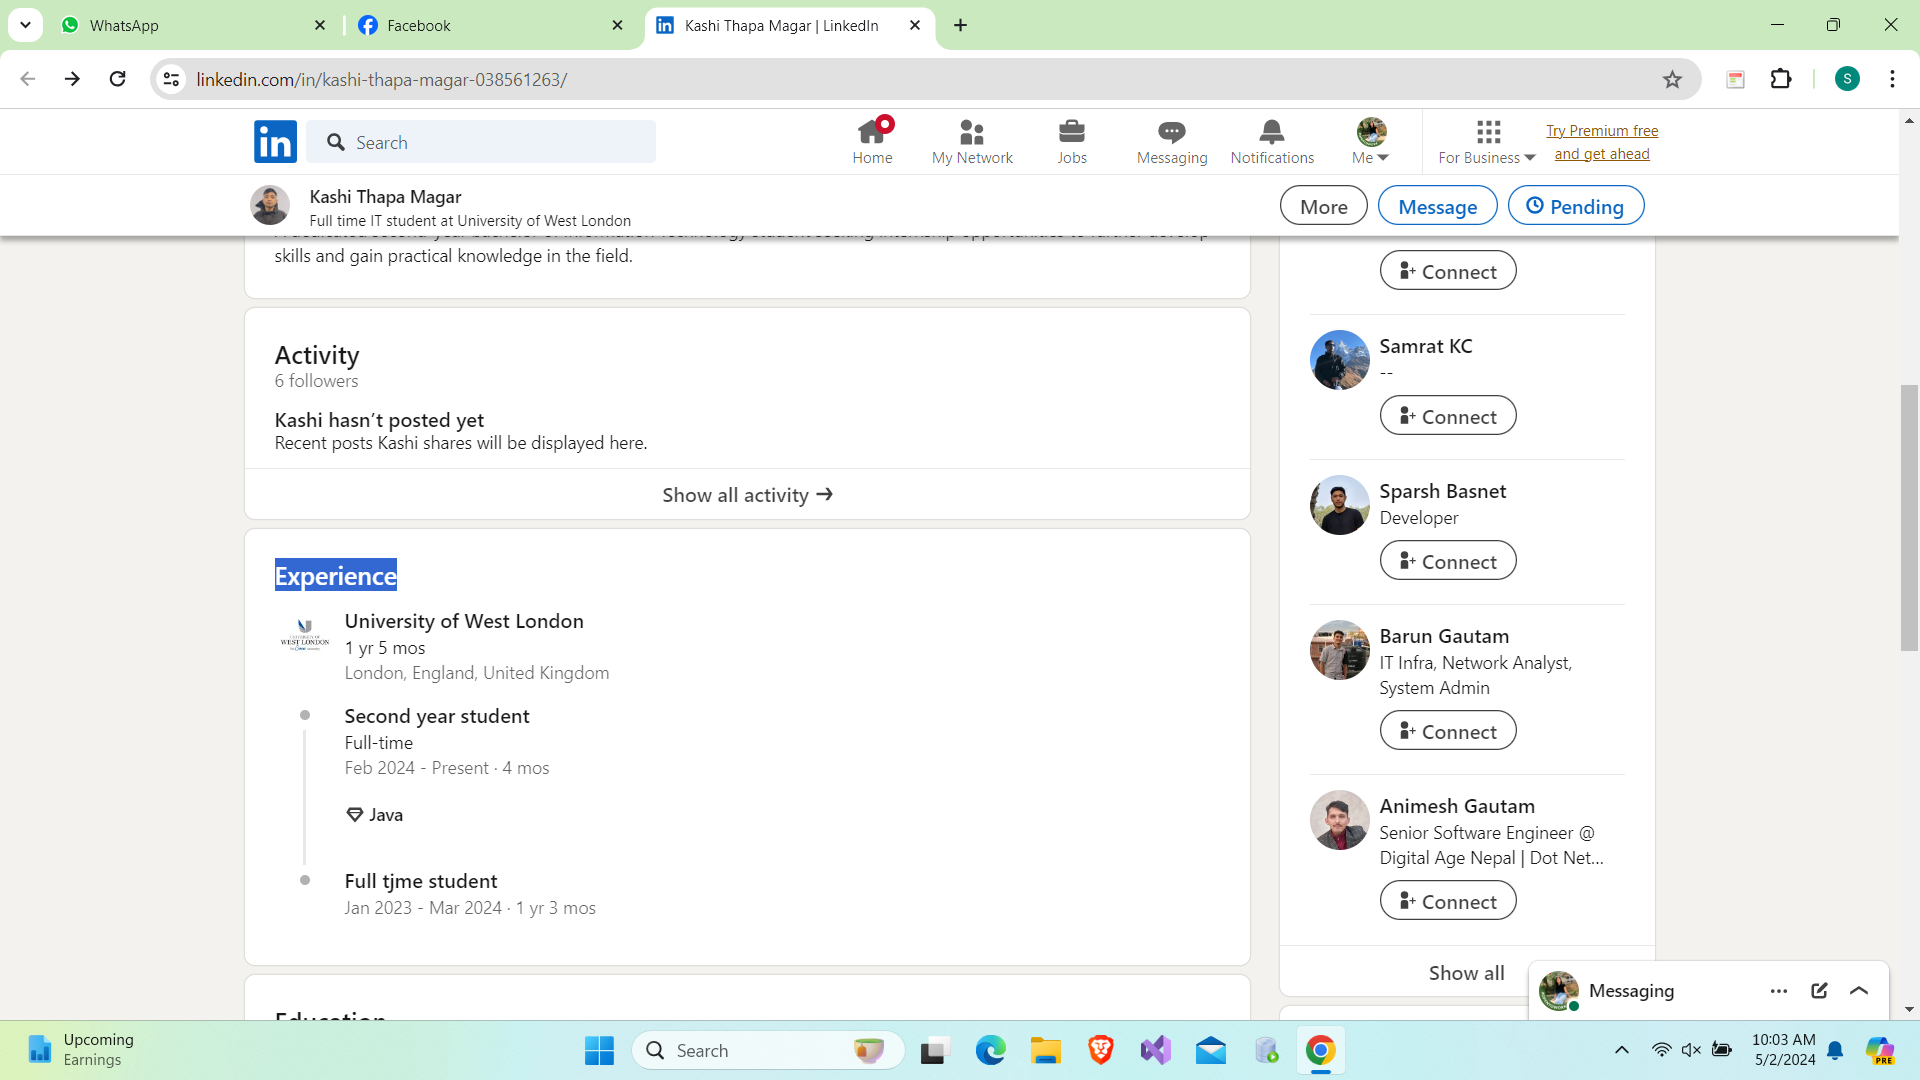 WhatsApp
Facebook
Kashi Thapa Magar | LinkedIn
linkedin.com/in/kashi-thapa-magar-038561263/
S
in
Search
Home
My Network
Jobs
Messaging
Notifications
Me
For Business
Try Premium free
and get ahead
Kashi Thapa Magar
Full time IT student at University of West London
More
Message
Pending
skills and gain practical knowledge in the field.
Activity
6 followers
Kashi hasn’t posted yet
Recent posts Kashi shares will be displayed here.
Show all activity →
Experience
WEST LONDON
University of West London
1 yr 5 mos
London, England, United Kingdom
Second year student
Full-time
Feb 2024 - Present · 4 mos
Java
Full tjme student
Jan 2023 - Mar 2024 · 1 yr 3 mos
Education
Connect
Samrat KC
--
Connect
Sparsh Basnet
Developer
Connect
Barun Gautam
IT Infra, Network Analyst,
System Admin
Connect
Animesh Gautam
Senior Software Engineer @
Digital Age Nepal | Dot Net...
Connect
Show all
Messaging
Upcoming
Earnings
Search
10:03 AM
5/2/2024
PRE